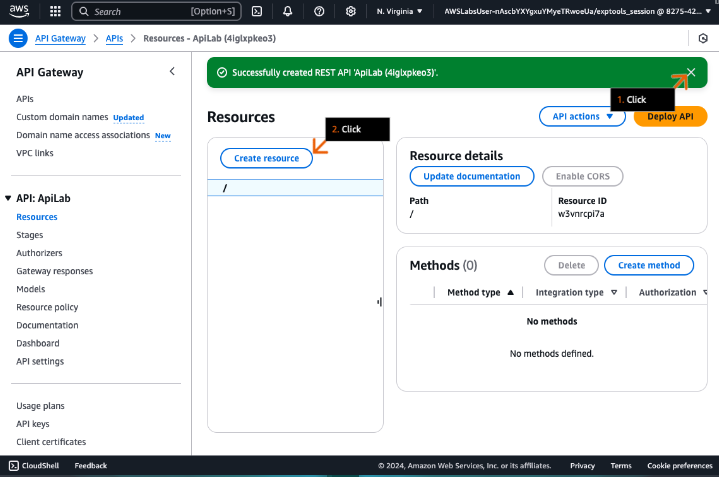 aws
Search [Option+S]
N. Virginia
AWSLabsUser-nAscbYXYgxuYMyeTRwoeUa/exptools_session @ 8275-42...
API Gateway > APIs > Resources - ApiLab (4iglxpkeo3)
API Gateway
APIs
Custom domain names Updated
Domain name access associations New
VPC links
API: ApiLab
Resources
Stages
Authorizers
Gateway responses
Models
Resource policy
Documentation
Dashboard
API settings
Usage plans
API keys
Client certificates
Successfully created REST API 'ApiLab (4iglxpkeo3)'.
1. Click
Resources
API actions
Deploy API
2. Click
Create resource
/
Resource details
Update documentation
Enable CORS
Path
/
Resource ID
w3vnrcpi7a
Methods (0)
Delete
Create method
Method type
Integration type
Authorization
No methods
No methods defined.
CloudShell
Feedback
© 2024, Amazon Web Services, Inc. or its affiliates.
Privacy
Terms
Cookie preferences